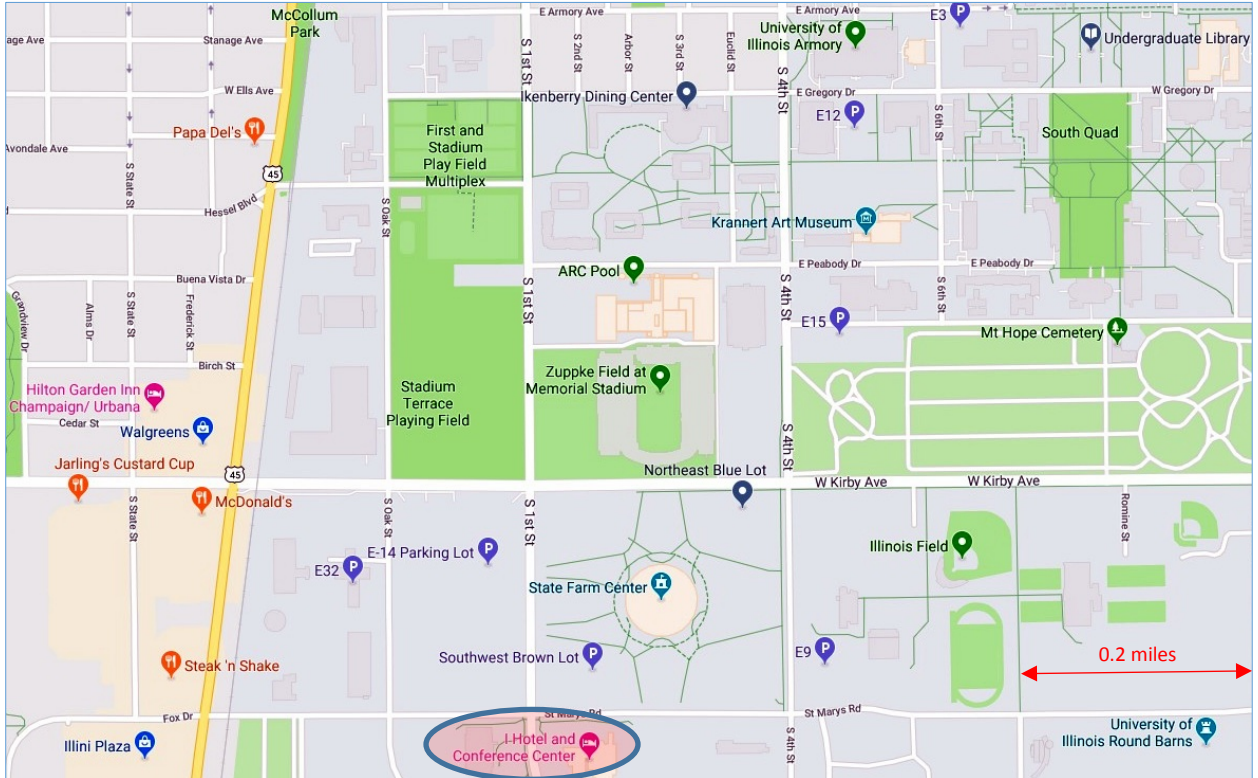 McCollum
Park
E Armory Ave
E Armory Ave
E3
P
University of
Illinois Armory
Undergraduate Library
age Ave
Stanage Ave
S 1st St
S 2nd St
Arbor St
S 3rd St
Euclid St
S 4th St
W Ells Ave
Ikenberry Dining Center
E Gregory Dr
W Gregory Dr
Papa Del's
First and
Stadium
Play Field
Multiplex
E12
P
S 6th St
South Quad
Avondale Ave
S State St
45
Hessel Blvd
S Oak St
Krannert Art Museum
ARC Pool
E Peabody Dr
E Peabody Dr
Buena Vista Dr
Grandview Dr
S State St
Alms Dr
Frederick St
S 1st St
S 4th St
S 6th St
E15
P
Mt Hope Cemetery
Birch St
Hilton Garden Inn
Champaign/ Urbana
Stadium
Terrace
Playing Field
Zuppke Field at
Memorial Stadium
Cedar St
Walgreens
S 4th St
Jarling's Custard Cup
45
Northeast Blue Lot
W Kirby Ave
W Kirby Ave
McDonald's
S State St
S Oak St
S 1st St
Romine St
E-14 Parking Lot
P
Illinois Field
E32
P
State Farm Center
Southwest Brown Lot
P
E9
P
0.2 miles
Steak 'n Shake
Fox Dr
St Marys Rd
St Marys Rd
Illini Plaza
I-Hotel and
Conference Center
S 4th St
University of
Illinois Round Barns